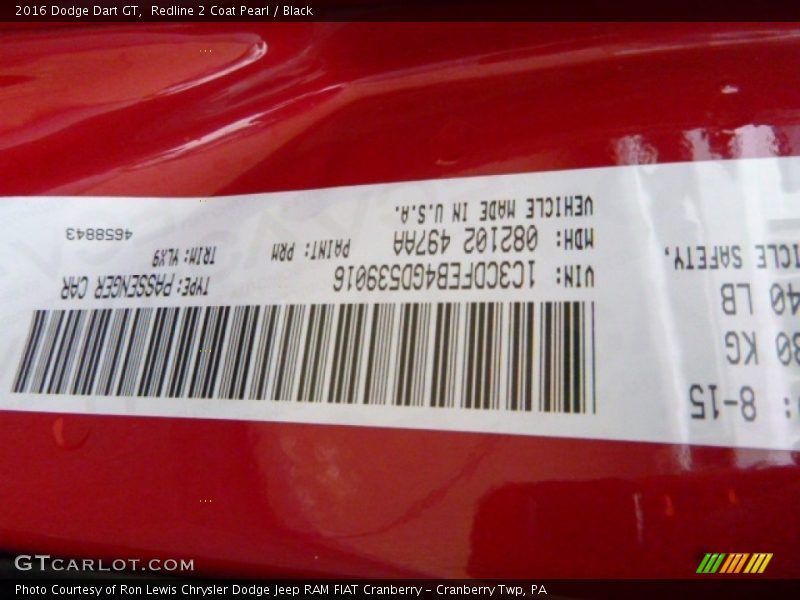 2016 Dodge Dart GT, Redline 2 Coat Pearl / Black
: 8-15
30 KG
40 LB
ICLE SAFETY,
VIN: 1C3CDFEB4GD539016 TYPE: PASSENGER CAR
MDH: 082102 497AA PAINT: PRM TRIM: VLX9
VEHICLE MADE IN U.S.A. 4658843
GTCARLOT.COM
Photo Courtesy of Ron Lewis Chrysler Dodge Jeep RAM FIAT Cranberry – Cranberry Twp, PA